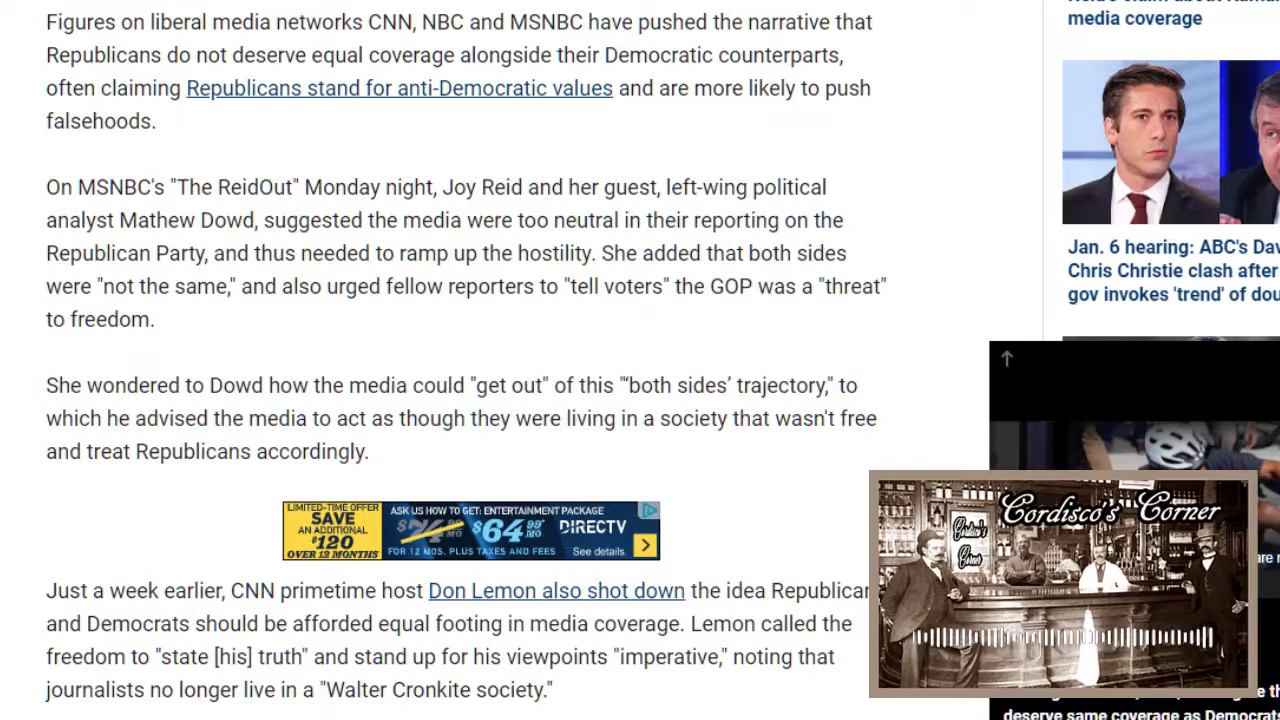 Figures on liberal media networks CNN, NBC and MSNBC have pushed the narrative that
Republicans do not deserve equal coverage alongside their Democratic counterparts,
often claiming Republicans stand for anti-Democratic values and are more likely to push
falsehoods.
On MSNBC's "The ReidOut" Monday night, Joy Reid and her guest, left-wing political
analyst Mathew Dowd, suggested the media were too neutral in their reporting on the
Republican Party, and thus needed to ramp up the hostility. She added that both sides
were "not the same," and also urged fellow reporters to "tell voters" the GOP was a "threat"
to freedom.
She wondered to Dowd how the media could "get out" of this "‘both sides’ trajectory," to
which he advised the media to act as though they were living in a society that wasn't free
and treat Republicans accordingly.
LIMITED-TIME OFFER
SAVE
AN ADDITIONAL
$120
OVER 12 MONTHS
ASK US HOW TO GET: ENTERTAINMENT PACKAGE
$64 99* MO
DIRECTV
FOR 12 MOS. PLUS TAXES AND FEES
See details.
Just a week earlier, CNN primetime host Don Lemon also shot down the idea Republican
and Democrats should be afforded equal footing in media coverage. Lemon called the
freedom to "state [his] truth" and stand up for his viewpoints "imperative," noting that
journalists no longer live in a "Walter Cronkite society."
media coverage
Jan. 6 hearing: ABC's Dav
Chris Christie clash after
gov invokes 'trend' of dou
Cordisco's Corner
Cordisco's
Corner
are r
e th
deserve same coverage as Democrats